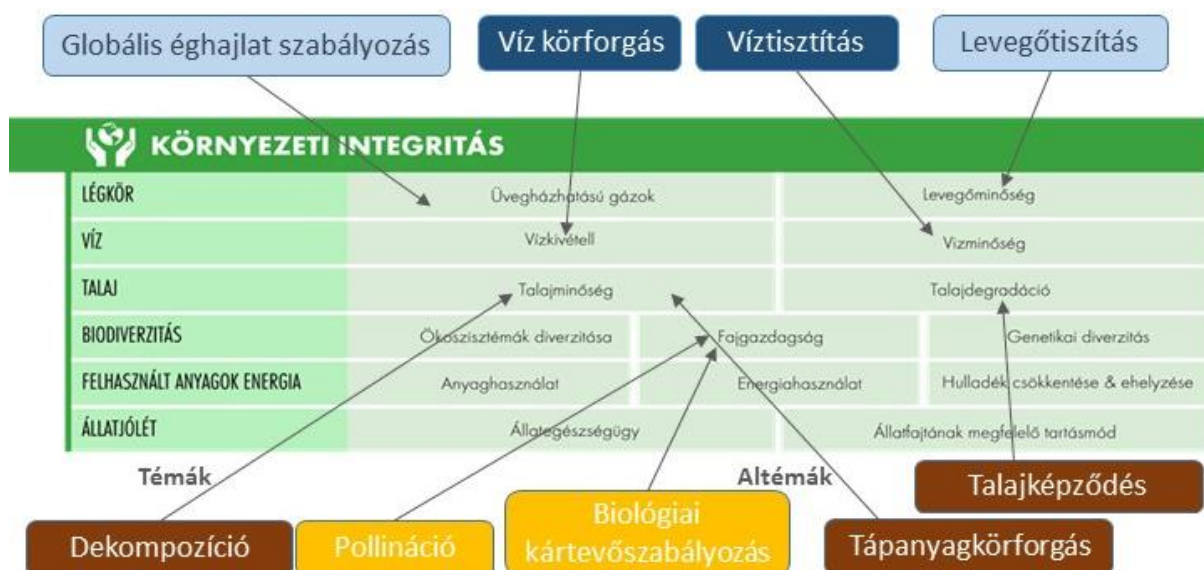 Globális éghajlat szabályozás
Víz körforgás
Víztisztítás
Levegőtiszítás
KÖRNYEZETI INTEGRITÁS
LÉGKÖR
Üvegházhatású gázok
Levegőminőség
VÍZ
Vízkivétell
Vizminőség
TALAJ
Talajminőség
Talajdegradáció
BIODIVERZITÁS
Ökoszisztémák diverzitása
Fajgazdagság
Genetikai diverzitás
FELHASZNÁLT ANYAGOK ENERGIA
Anyaghasználat
Energiahasználat
Hulladék csökkentése & ehelyzése
ÁLLATJÓLÉT
Állategészségügy
Állatfajtának megfelelő tartásmód
Témák
Altémák
Talajképződés
Dekompozíció
Pollináció
Biológiai
kártevőszabályozás
Tápanyagkörforgás